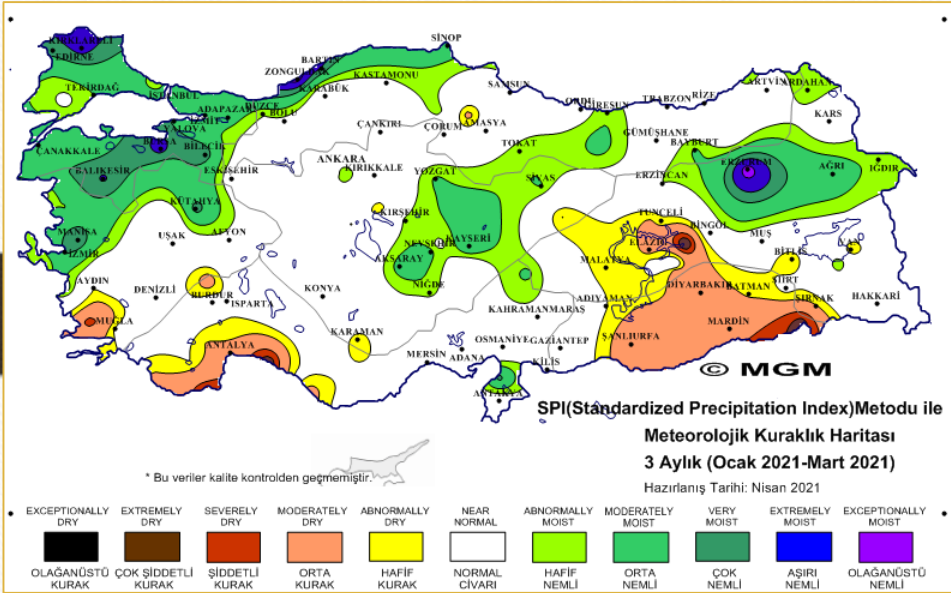 SİNOP
KIRKLARELİ
EDİRNE
BARTIN
ZONGULDAK
KASTAMONU
TEKİRDAĞ
İSTANBUL
KARABÜK
SAMSUN
ARTVİN
ARDAHAN
ADAPAZARI
DÜZCE
BOLU
ORDU
GİRESUN
TRABZON
RİZE
KARS
İZMİT
YALOVA
ÇANKIRI
ÇORUM
AMASYA
GÜMÜŞHANE
BAYBURT
ÇANAKKALE
BURSA
BİLECİK
TOKAT
ANKARA
KIRIKKALE
ERZURUM
AĞRI
IĞDIR
BALIKESİR
ESKİŞEHİR
YOZGAT
SİVAS
ERZİNCAN
KÜTAHYA
KIRŞEHİR
TUNCELİ
BİNGÖL
MUŞ
MANİSA
UŞAK
AFYON
NEVŞEHİR
KAYSERİ
ELAZIĞ
VAN
İZMİR
AKSARAY
MALATYA
BİTLİS
AYDIN
DENİZLİ
BURDUR
ISPARTA
KONYA
NİĞDE
ADIYAMAN
DİYARBAKIR
BATMAN
SİİRT
ŞIRNAK
HAKKARİ
MUĞLA
KAHRAMANMARAŞ
MARDİN
ANTALYA
KARAMAN
MERSİN
ADANA
OSMANİYE
GAZİANTEP
ŞANLIURFA
KİLİS
ANTAKYA
© MGM
SPI(Standardized Precipitation Index)Metodu ile
Meteorolojik Kuraklık Haritası
3 Aylık (Ocak 2021-Mart 2021)
Hazırlanış Tarihi: Nisan 2021
* Bu veriler kalite kontrolden geçmemiştir.
EXCEPTIONALLY DRY
EXTREMELY DRY
SEVERELY DRY
MODERATELY DRY
ABNORMALLY DRY
NEAR NORMAL
ABNORMALLY MOIST
MODERATELY MOIST
VERY MOIST
EXTREMELY MOIST
EXCEPTIONALLY MOIST
OLAĞANÜSTÜ KURAK
ÇOK ŞİDDETLİ KURAK
ŞİDDETLİ KURAK
ORTA KURAK
HAFİF KURAK
NORMAL CİVARI
HAFİF NEMLİ
ORTA NEMLİ
ÇOK NEMLİ
AŞIRI NEMLİ
OLAĞANÜSTÜ NEMLİ